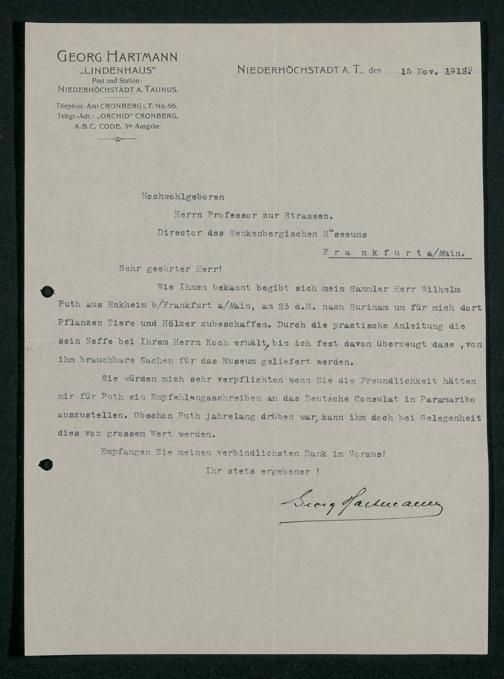 GEORG HARTMANN
„LINDENHAUS"
Post und Station:
NIEDERHÖCHSTADT A. TAUNUS.
Telephon: Amt CRONBERG i. T. No. 66.
Telegr.-Adr.: „ORCHID" CRONBERG.
A. B. C. CODE, 5te Ausgabe.
NIEDERHÖCHSTADT A. T., den 15 Nov. 1912
Hochwohlgeboren
Herrn Professor zur Strassen.
Director des Senkenbergischen Museeums
Frankfurt a/Main.
Sehr geehrter Herr!
Wie Ihnen bekannt begibt sich mein Sammler Herr Wilhelm
Puth aus Enkheim b/Frankfurt a/Main, am 23 d.M. nach Surinam um für mich dort
Pflanzen Tiere und Hölzer zubeschaffen. Durch die practische Anleitung die
sein Neffe bei Ihrem Herrn Koch erhält, bin ich fest davon überzeugt dass ,von
ihm brauchbare Sachen für das Museum geliefert werden.
Sie würden mich sehr verpflichten wenn Sie die Freundlichkeit hätten
mir für Puth ein Empfehlungsschreiben an das Deutsche Consulat in Paramaribo
auszustellen. Obschon Puth jahrelang drüben war, kann ihm doch bei Gelegenheit
dies von grossem Wert werden.
Empfangen Sie meinen verbindlichsten Dank im Voraus!
Ihr stets ergebener !
Georg Hartmann